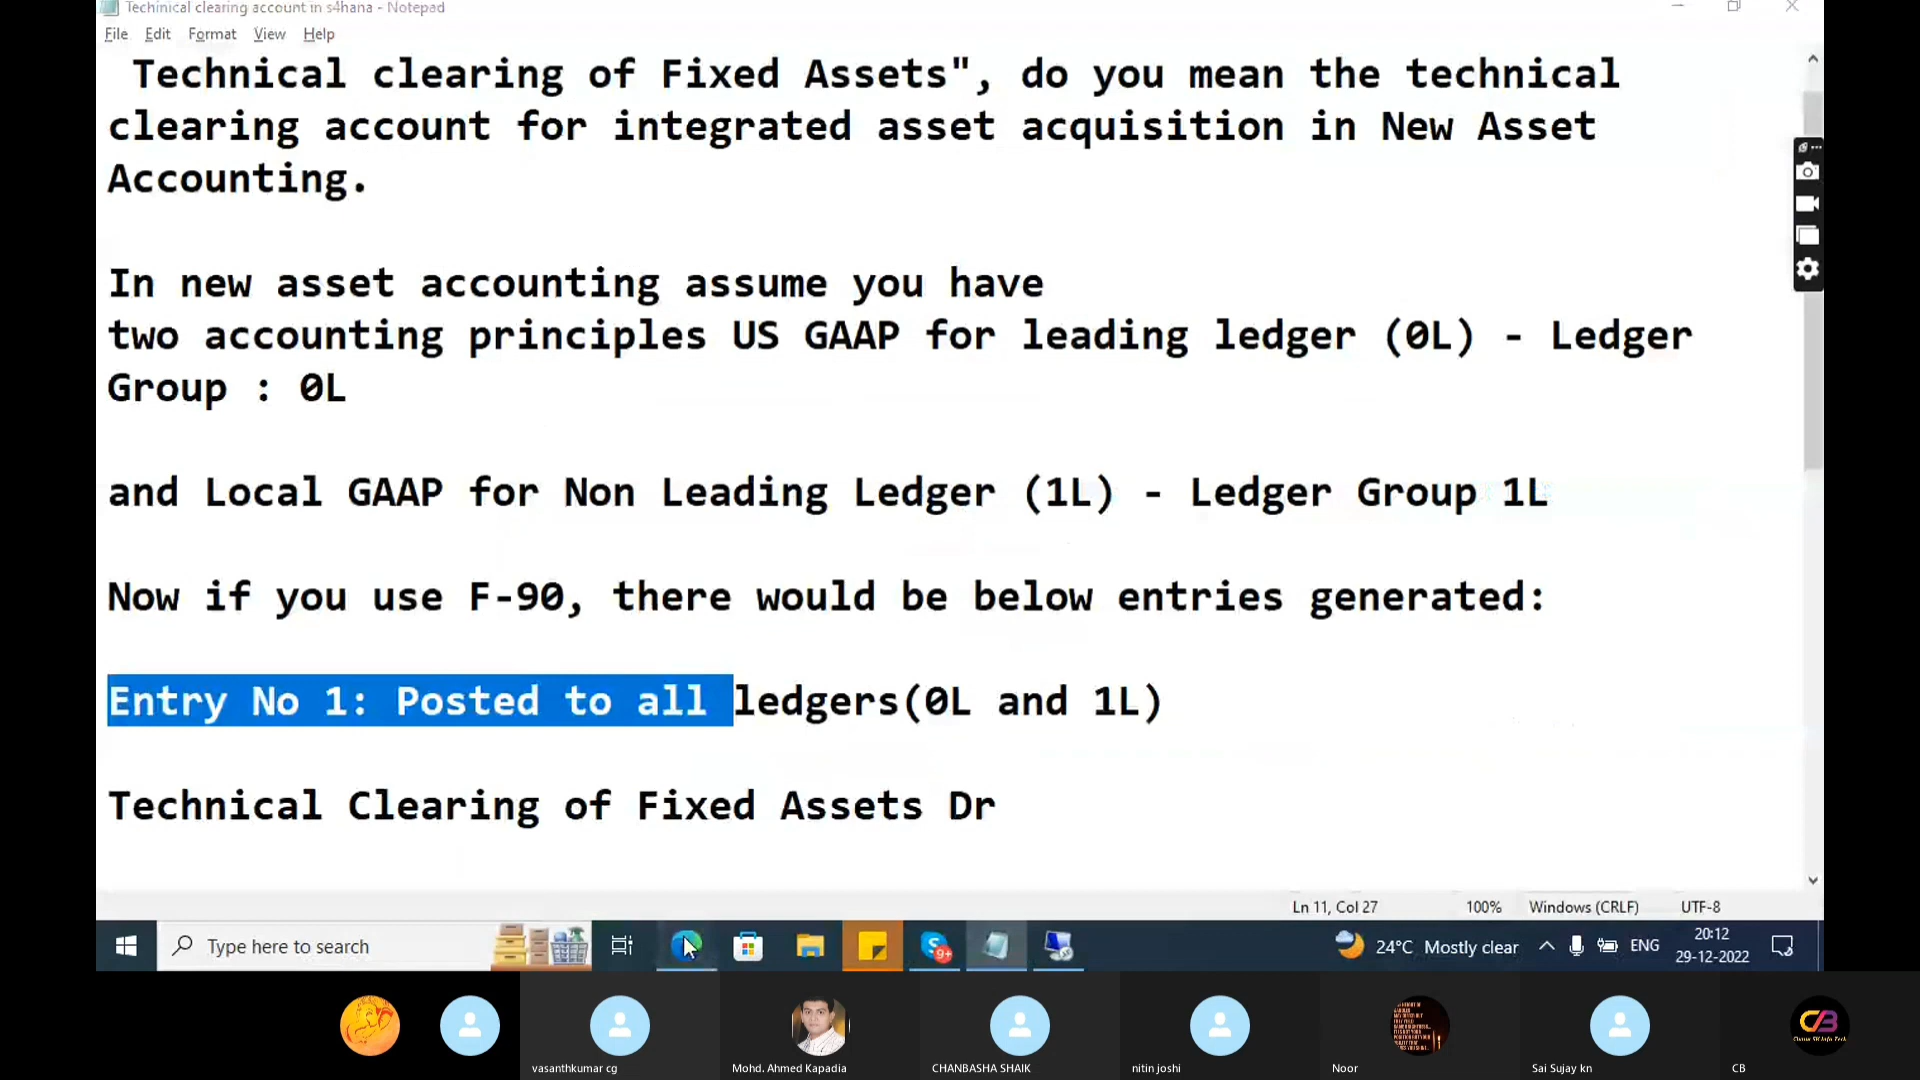 Techinical clearing account in s4hana - Notepad
File Edit Format View Help
Technical clearing of Fixed Assets", do you mean the technical
clearing account for integrated asset acquisition in New Asset
Accounting.
In new asset accounting assume you have
two accounting principles US GAAP for leading ledger (0L) - Ledger
Group : 0L
and Local GAAP for Non Leading Ledger (1L) - Ledger Group 1L
Now if you use F-90, there would be below entries generated:
Entry No 1: Posted to all ledgers(0L and 1L)
Technical Clearing of Fixed Assets Dr
Ln 11, Col 27 100% Windows (CRLF) UTF-8
Type here to search
9+
24°C Mostly clear
ENG
20:12
29-12-2022
vasanthkumar cg
Mohd. Ahmed Kapadia
CHANBASHA SHAIK
nitin joshi
Noor
Sai Sujay kn
CB